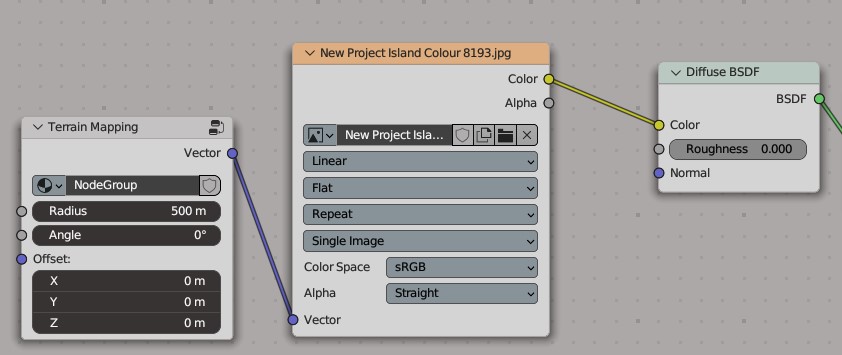 Terrain Mapping
Vector
NodeGroup
Radius 500 m
Angle 0°
Offset:
X 0 m
Y 0 m
Z 0 m
New Project Island Colour 8193.jpg
Color
Alpha
New Project Isla...
Linear
Flat
Repeat
Single Image
Color Space sRGB
Alpha Straight
Vector
Diffuse BSDF
BSDF
Color
Roughness 0.000
Normal